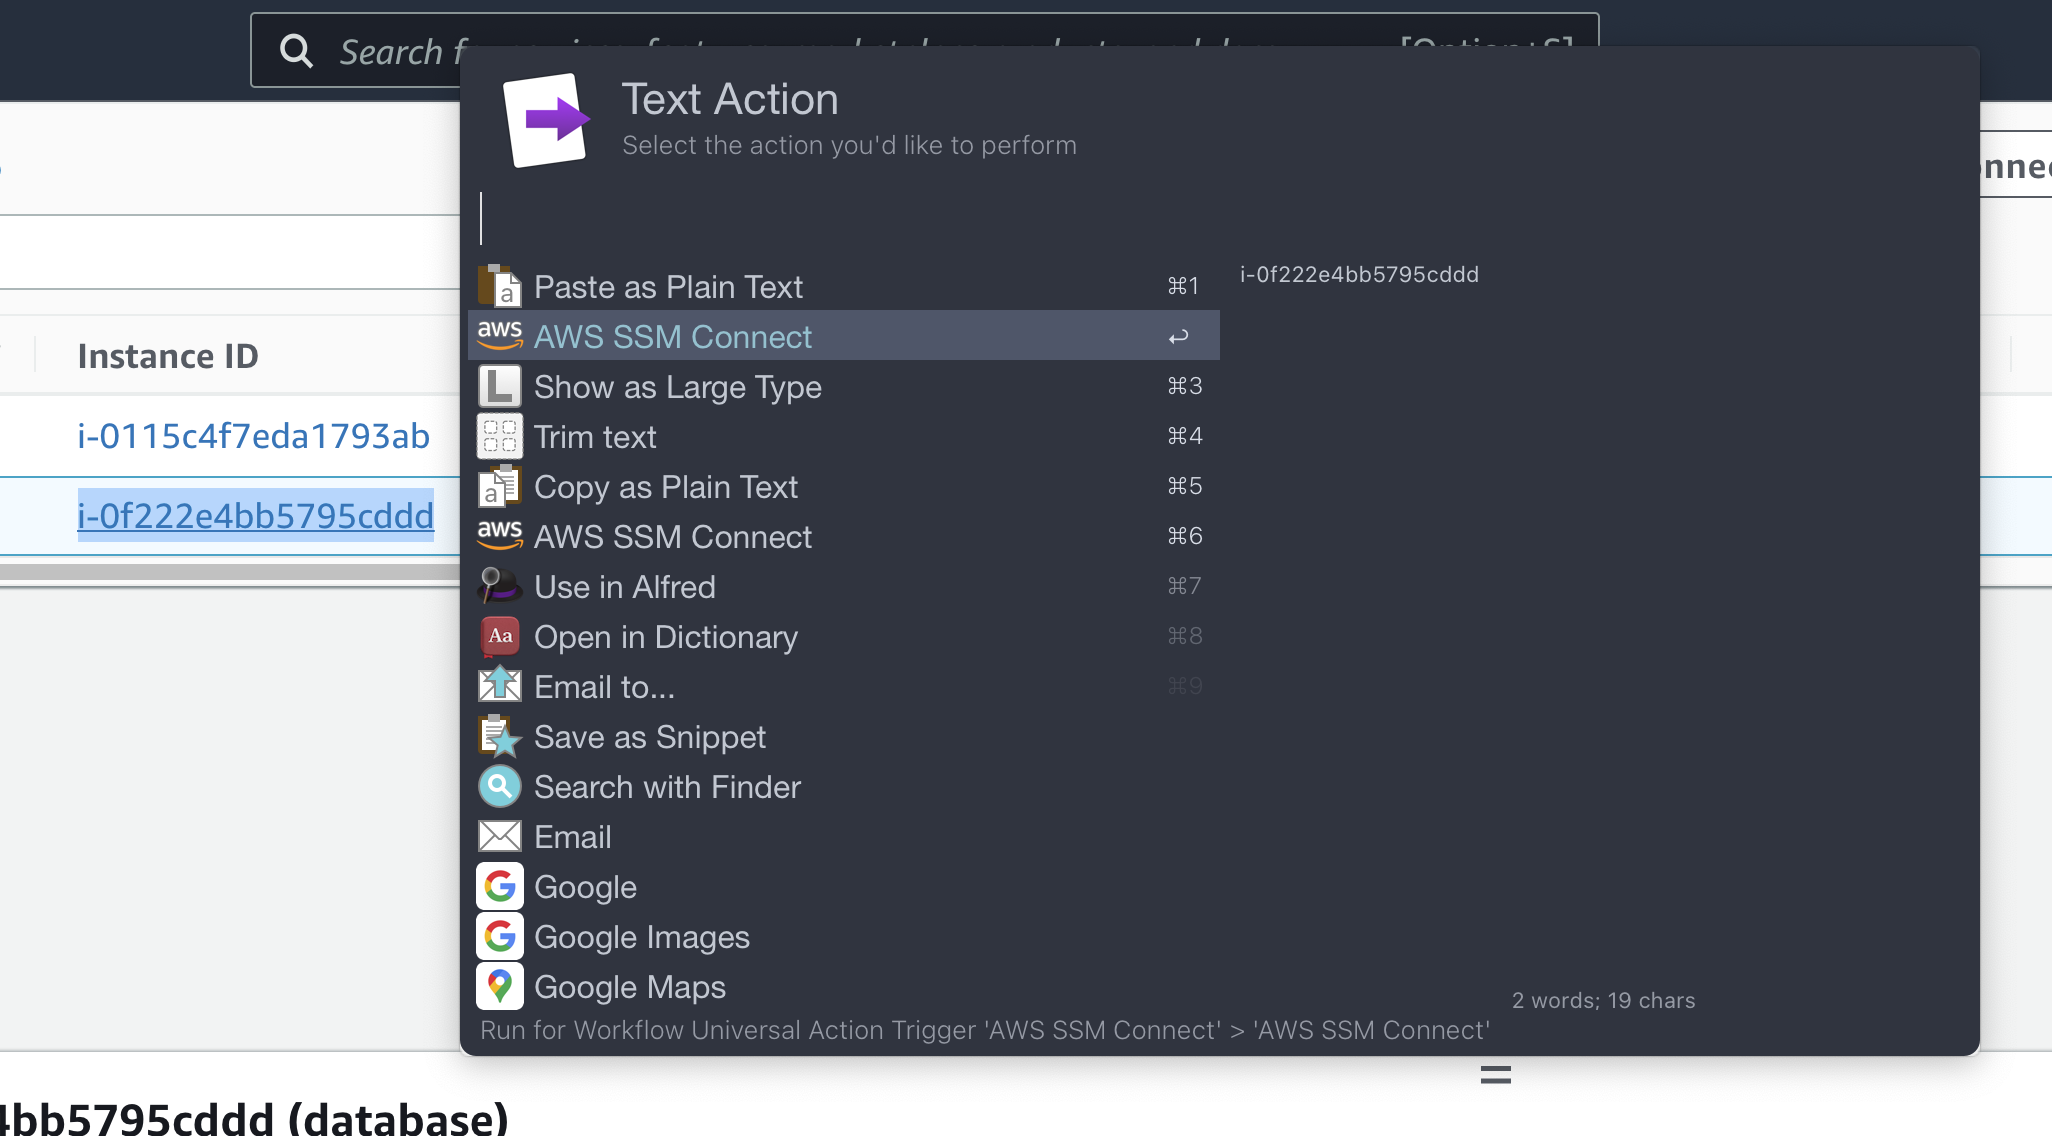 Search f
Text Action
Select the action you'd like to perform
onnec
Paste as Plain Text ⌘1
i-0f222e4bb5795cddd
aws AWS SSM Connect ↩
Instance ID
L Show as Large Type ⌘3
i-0115c4f7eda1793ab
Trim text ⌘4
a Copy as Plain Text ⌘5
i-0f222e4bb5795cddd
aws AWS SSM Connect ⌘6
Use in Alfred ⌘7
Aa Open in Dictionary ⌘8
Email to... ⌘9
Save as Snippet
Search with Finder
Email
G Google
G Google Images
Google Maps
2 words; 19 chars
Run for Workflow Universal Action Trigger 'AWS SSM Connect' > 'AWS SSM Connect'
4bb5795cddd (database)